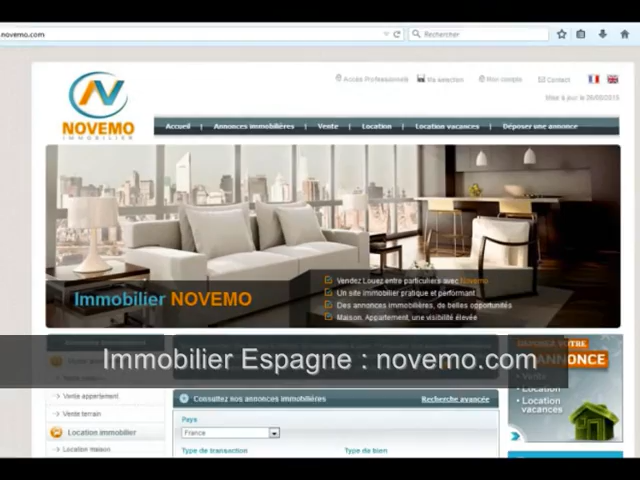 novemo.com
Rechercher
Accès Professionnels Ma selection Mon compte Contact
Mise à jour le
NOVEMO
IMMOBILIER
Accueil | Annonces immobilières | Vente | Location | Location vacances | Déposer une annonce
Immobilier NOVEMO
Vendez Louez entre particuliers avec Novemo
Un site immobilier pratique et performant
Des annonces immobilières, de belles opportunités
Maison, Appartement, une visibilité élevée
Immobilier Espagne : novemo.com
VOTRE
ANNONCE
Vente
Location
Location
vacances
Vente appartement
Vente terrain
Location immobilier
Location maison
Consultez nos annonces immobilières
Recherche avancée
Pays
France
Type de transaction
Type de bien